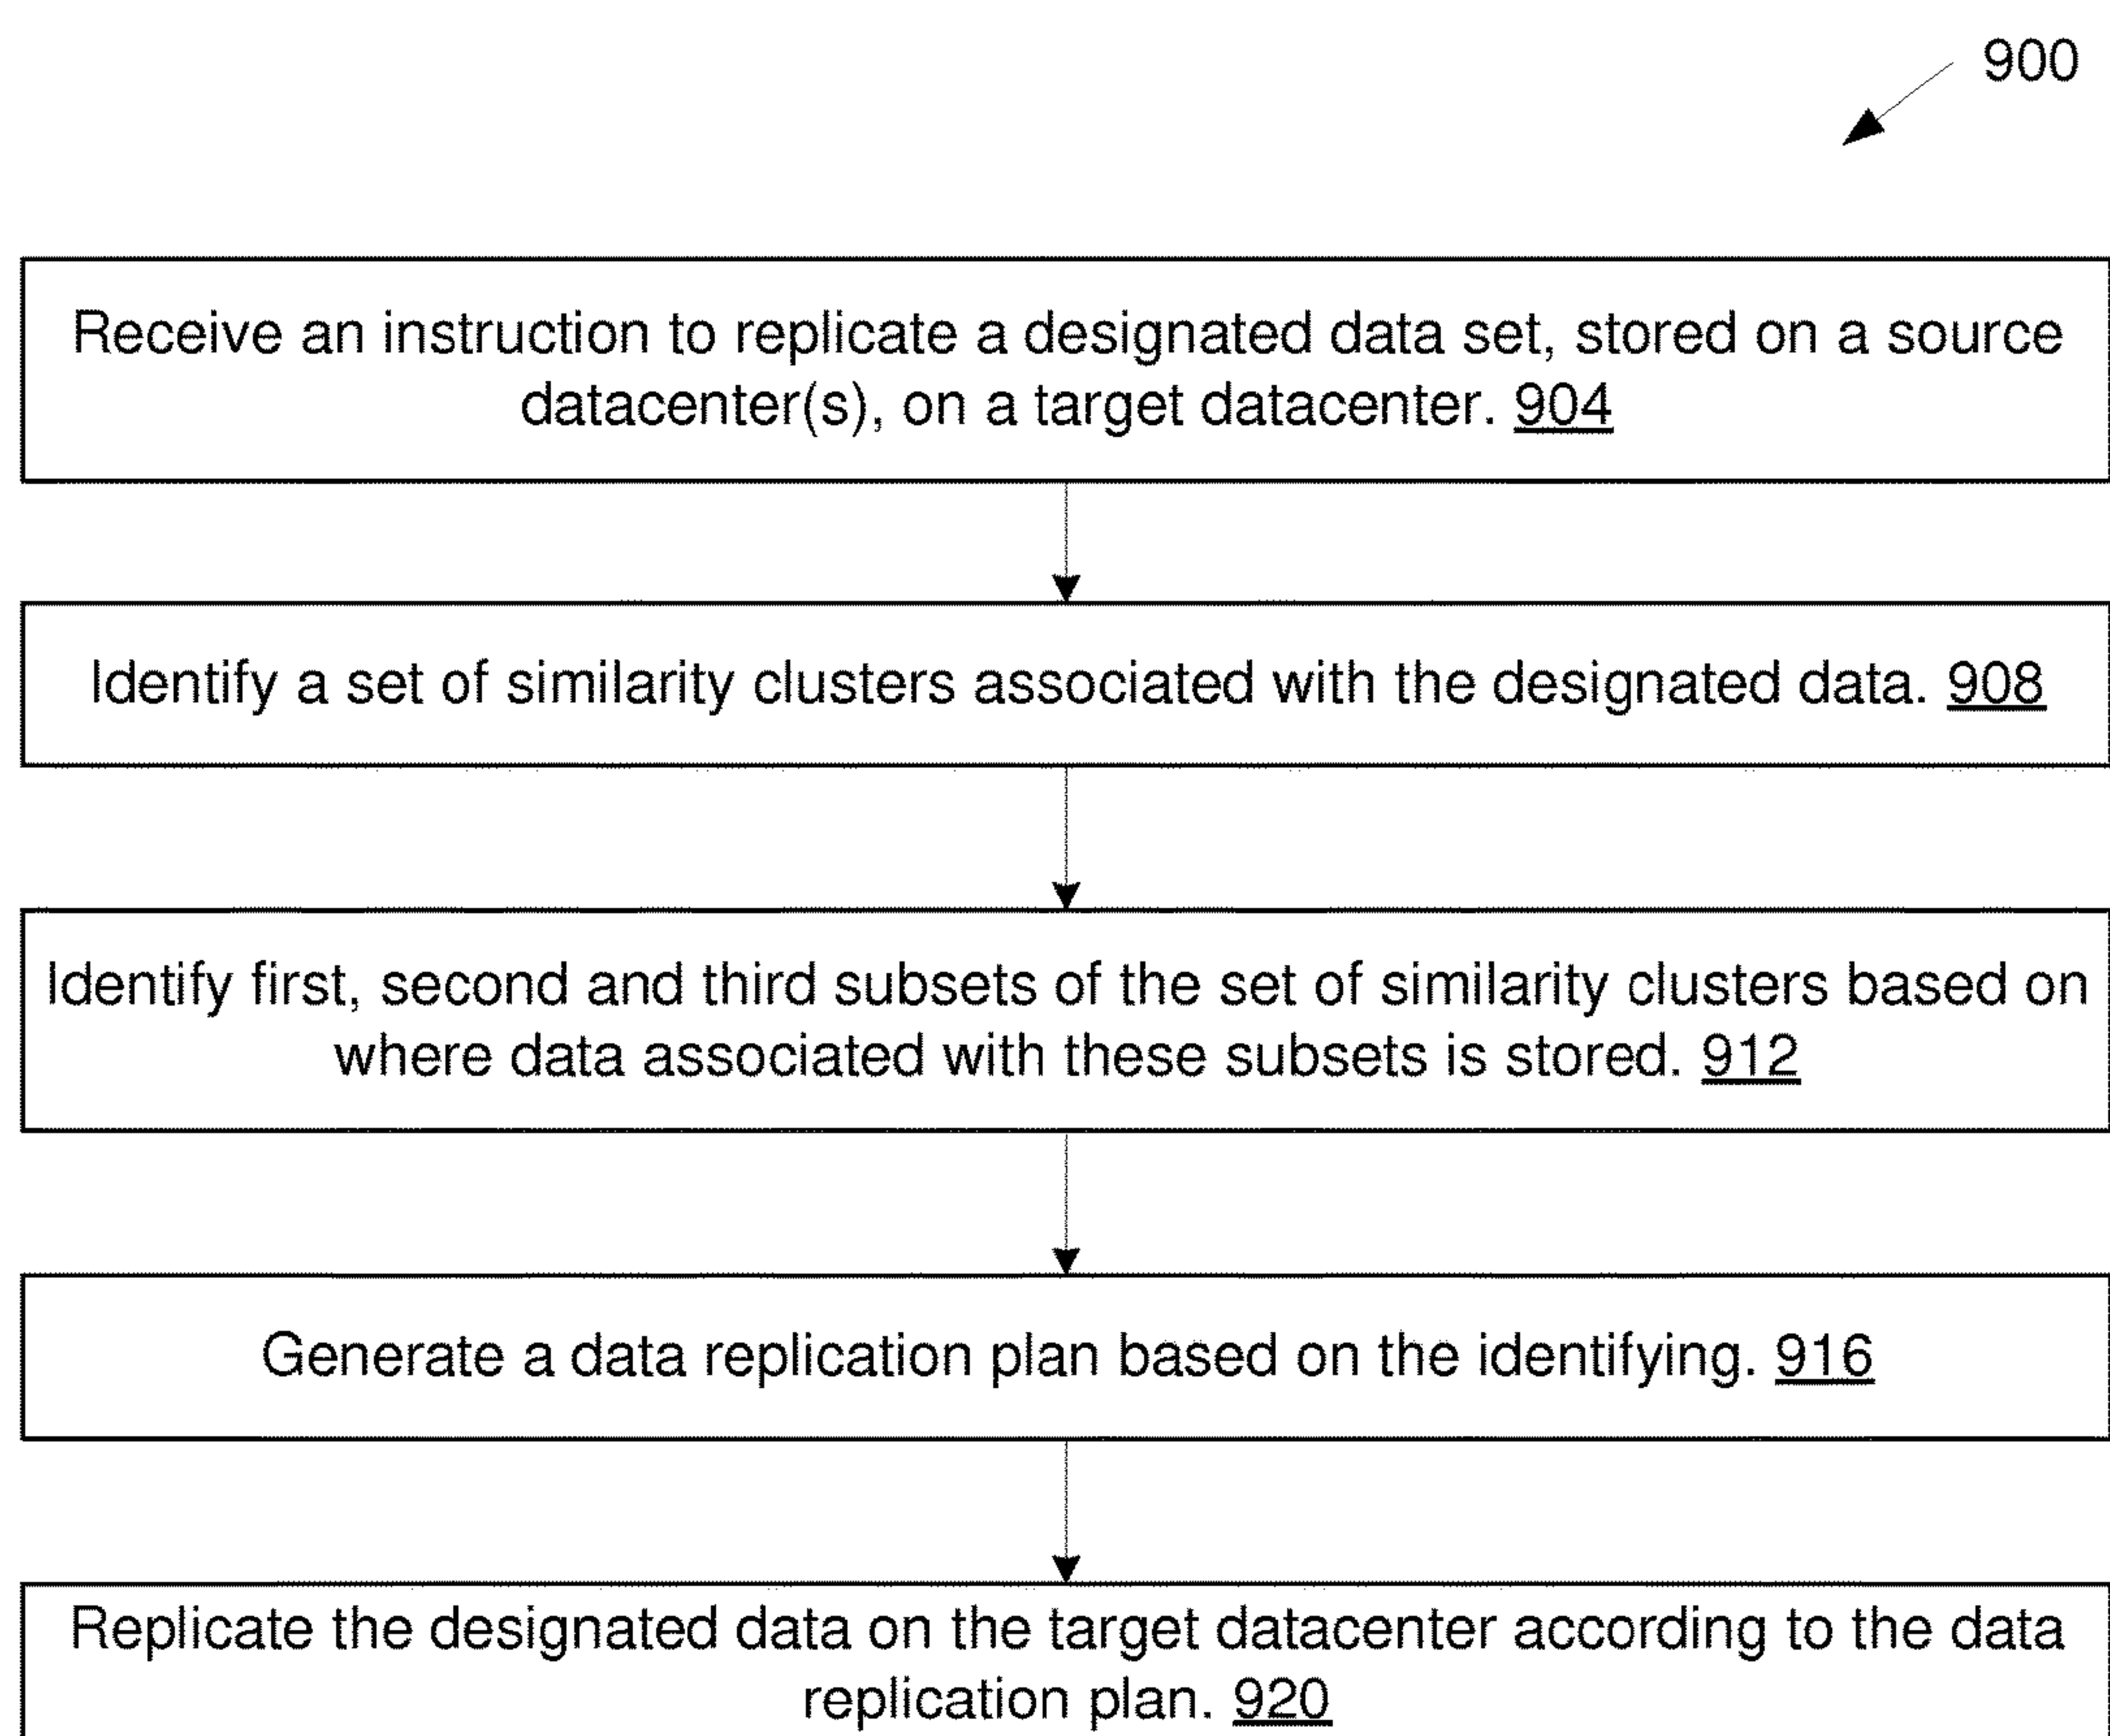 900
Receive an instruction to replicate a designated data set, stored on a source
datacenter(s), on a target datacenter. 904
Identify a set of similarity clusters associated with the designated data. 908
Identify first, second and third subsets of the set of similarity clusters based on
where data associated with these subsets is stored. 912
Generate a data replication plan based on the identifying. 916
Replicate the designated data on the target datacenter according to the data
replication plan. 920